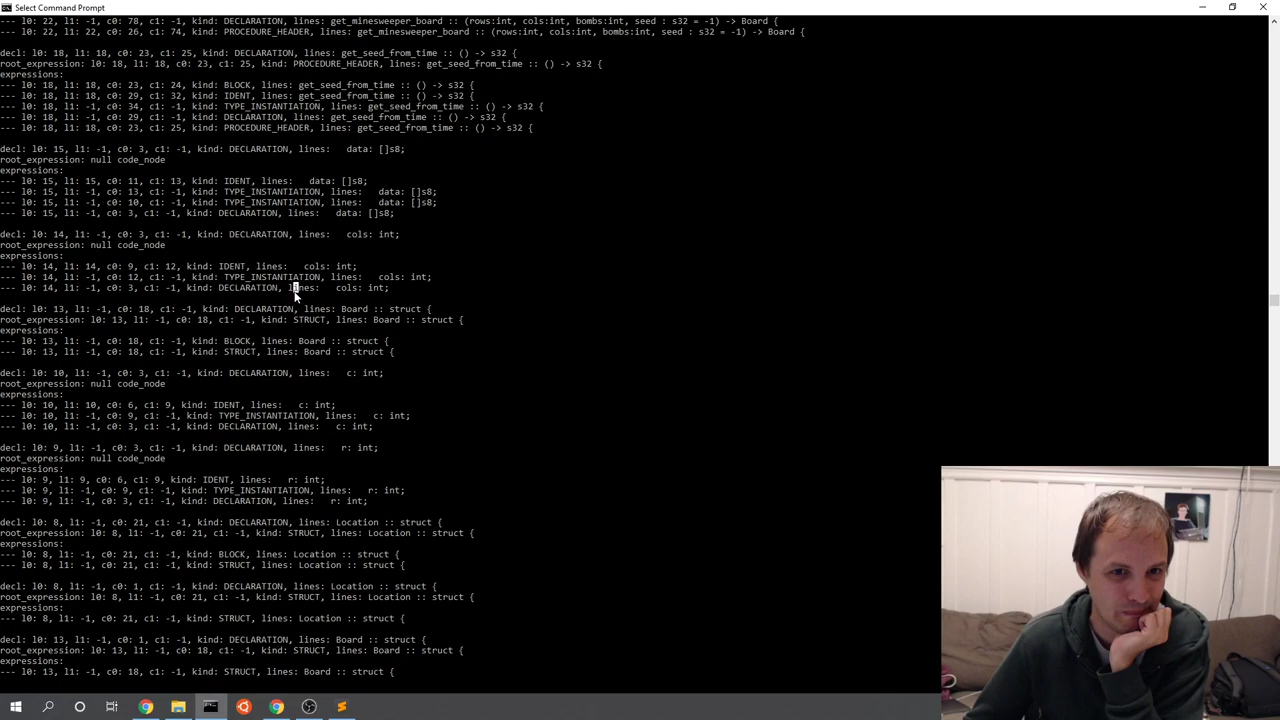 Select Command Prompt
--- l0: 22, l1: -1, c0: 78, c1: -1, kind: DECLARATION, lines: get_minesweeper_board :: (rows:int, cols:int, bombs:int, seed : s32 = -1) -> Board {
--- l0: 22, l1: 22, c0: 26, c1: 74, kind: PROCEDURE_HEADER, lines: get_minesweeper_board :: (rows:int, cols:int, bombs:int, seed : s32 = -1) -> Board {
decl: l0: 18, l1: 18, c0: 23, c1: 25, kind: DECLARATION, lines: get_seed_from_time :: () -> s32 {
root_expression: l0: 18, l1: 18, c0: 23, c1: 25, kind: PROCEDURE_HEADER, lines: get_seed_from_time :: () -> s32 {
expressions:
--- l0: 18, l1: 18, c0: 23, c1: 24, kind: BLOCK, lines: get_seed_from_time :: () -> s32 {
--- l0: 18, l1: 18, c0: 29, c1: 32, kind: IDENT, lines: get_seed_from_time :: () -> s32 {
--- l0: 18, l1: -1, c0: 34, c1: -1, kind: TYPE_INSTANTIATION, lines: get_seed_from_time :: () -> s32 {
--- l0: 18, l1: -1, c0: 29, c1: -1, kind: DECLARATION, lines: get_seed_from_time :: () -> s32 {
--- l0: 18, l1: 18, c0: 23, c1: 25, kind: PROCEDURE_HEADER, lines: get_seed_from_time :: () -> s32 {
decl: l0: 15, l1: -1, c0: 3, c1: -1, kind: DECLARATION, lines:   data: []s8;
root_expression: null code_node
expressions:
--- l0: 15, l1: 15, c0: 11, c1: 13, kind: IDENT, lines:   data: []s8;
--- l0: 15, l1: -1, c0: 13, c1: -1, kind: TYPE_INSTANTIATION, lines:   data: []s8;
--- l0: 15, l1: -1, c0: 10, c1: -1, kind: TYPE_INSTANTIATION, lines:   data: []s8;
--- l0: 15, l1: -1, c0: 3, c1: -1, kind: DECLARATION, lines:   data: []s8;
decl: l0: 14, l1: -1, c0: 3, c1: -1, kind: DECLARATION, lines:   cols: int;
root_expression: null code_node
expressions:
--- l0: 14, l1: 14, c0: 9, c1: 12, kind: IDENT, lines:   cols: int;
--- l0: 14, l1: -1, c0: 12, c1: -1, kind: TYPE_INSTANTIATION, lines:   cols: int;
--- l0: 14, l1: -1, c0: 3, c1: -1, kind: DECLARATION, lines:   cols: int;
decl: l0: 13, l1: -1, c0: 18, c1: -1, kind: DECLARATION, lines: Board :: struct {
root_expression: l0: 13, l1: -1, c0: 18, c1: -1, kind: STRUCT, lines: Board :: struct {
expressions:
--- l0: 13, l1: -1, c0: 18, c1: -1, kind: BLOCK, lines: Board :: struct {
--- l0: 13, l1: -1, c0: 18, c1: -1, kind: STRUCT, lines: Board :: struct {
decl: l0: 10, l1: -1, c0: 3, c1: -1, kind: DECLARATION, lines:   c: int;
root_expression: null code_node
expressions:
--- l0: 10, l1: 10, c0: 6, c1: 9, kind: IDENT, lines:   c: int;
--- l0: 10, l1: -1, c0: 9, c1: -1, kind: TYPE_INSTANTIATION, lines:   c: int;
--- l0: 10, l1: -1, c0: 3, c1: -1, kind: DECLARATION, lines:   c: int;
decl: l0: 9, l1: -1, c0: 3, c1: -1, kind: DECLARATION, lines:   r: int;
root_expression: null code_node
expressions:
--- l0: 9, l1: 9, c0: 6, c1: 9, kind: IDENT, lines:   r: int;
--- l0: 9, l1: -1, c0: 9, c1: -1, kind: TYPE_INSTANTIATION, lines:   r: int;
--- l0: 9, l1: -1, c0: 3, c1: -1, kind: DECLARATION, lines:   r: int;
decl: l0: 8, l1: -1, c0: 21, c1: -1, kind: DECLARATION, lines: Location :: struct {
root_expression: l0: 8, l1: -1, c0: 21, c1: -1, kind: STRUCT, lines: Location :: struct {
expressions:
--- l0: 8, l1: -1, c0: 21, c1: -1, kind: BLOCK, lines: Location :: struct {
--- l0: 8, l1: -1, c0: 21, c1: -1, kind: STRUCT, lines: Location :: struct {
decl: l0: 8, l1: -1, c0: 1, c1: -1, kind: DECLARATION, lines: Location :: struct {
root_expression: l0: 8, l1: -1, c0: 21, c1: -1, kind: STRUCT, lines: Location :: struct {
expressions:
--- l0: 8, l1: -1, c0: 21, c1: -1, kind: STRUCT, lines: Location :: struct {
decl: l0: 13, l1: -1, c0: 1, c1: -1, kind: DECLARATION, lines: Board :: struct {
root_expression: l0: 13, l1: -1, c0: 18, c1: -1, kind: STRUCT, lines: Board :: struct {
expressions:
--- l0: 13, l1: -1, c0: 18, c1: -1, kind: STRUCT, lines: Board :: struct {